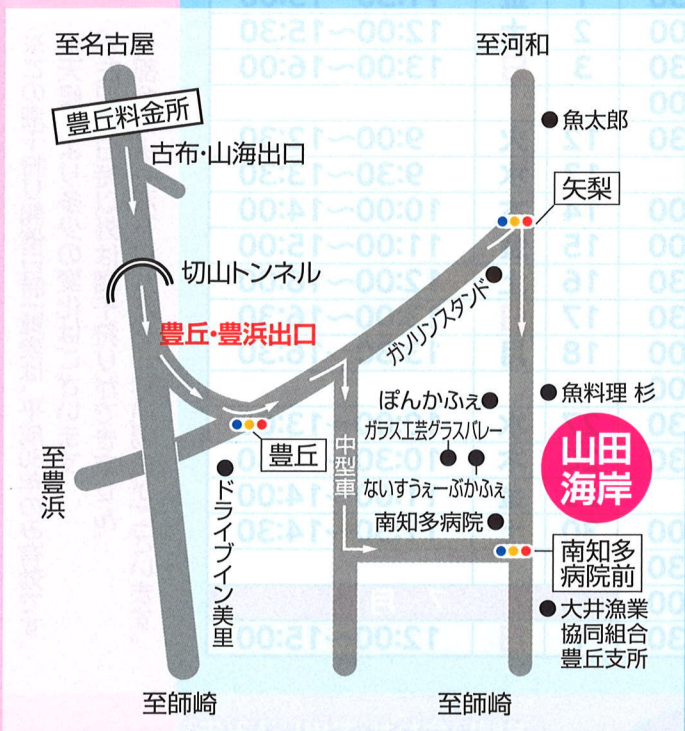 至名古屋
至河和
豊丘料金所
魚太郎
古布・山海出口
矢梨
切山トンネル
ガソリンスタンド
豊丘・豊浜出口
魚料理 杉
ぽんかふぇ
ガラス工芸グラスバレー
山田
海岸
豊丘
中型車
至豊浜
ないすうぇーぶかふぇ
ドライブイン美里
南知多病院
南知多
病院前
大井漁業
協同組合
豊丘支所
至師崎
至師崎